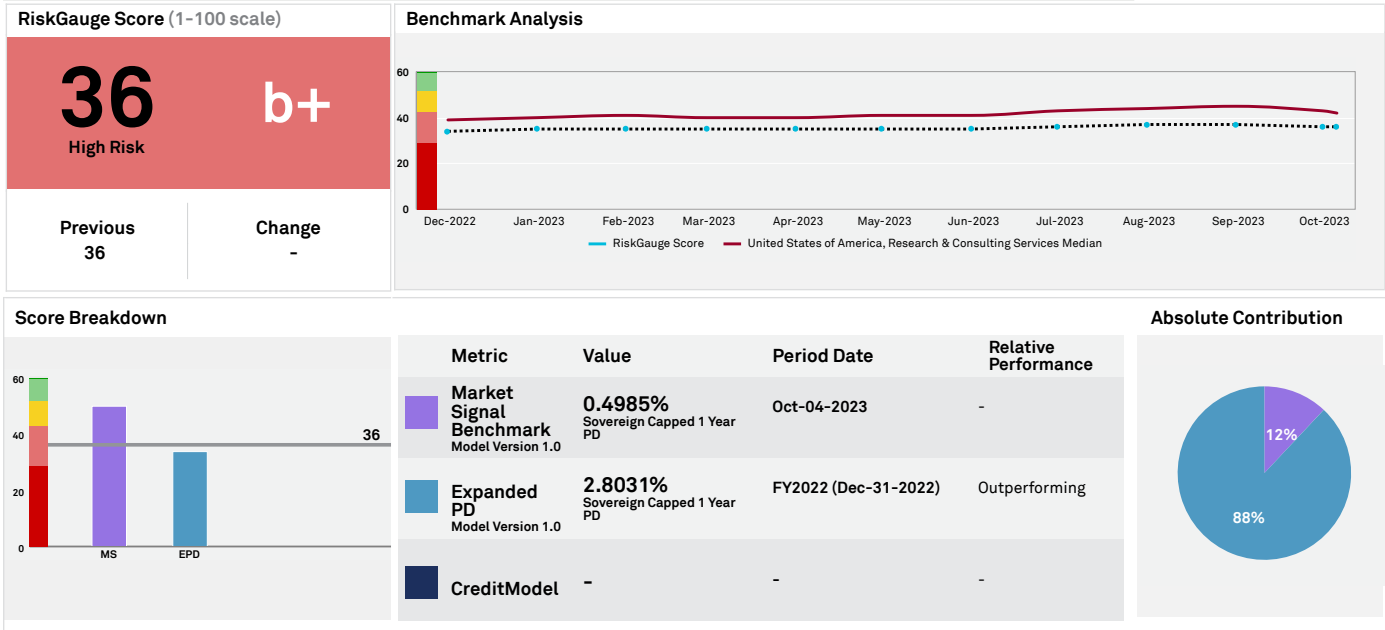 RiskGauge Score (1-100 scale)
36
High Risk
b+
Previous
36
Change
-
Benchmark Analysis
60
40
20
0
Dec-2022 Jan-2023 Feb-2023 Mar-2023 Apr-2023 May-2023 Jun-2023 Jul-2023 Aug-2023 Sep-2023 Oct-2023
RiskGauge Score United States of America, Research & Consulting Services Median
Score Breakdown
60
40
20
0
36
MS EPD
Metric Value Period Date Relative
Performance
Market
Signal
Benchmark
Model Version 1.0
0.4985%
Sovereign Capped 1 Year
PD
Oct-04-2023
-
Expanded
PD
Model Version 1.0
2.8031%
Sovereign Capped 1 Year
PD
FY2022 (Dec-31-2022)
Outperforming
CreditModel
-
-
-
Absolute Contribution
12%
88%